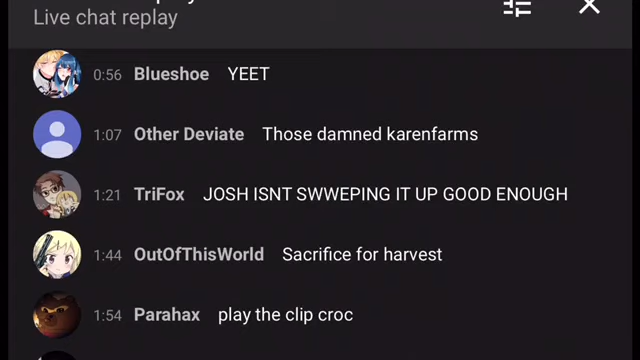 Live chat replay
0:56 Blueshoe YEET
1:07 Other Deviate Those damned karenfarms
1:21 TriFox JOSH ISNT SWWEPING IT UP GOOD ENOUGH
1:44 OutOfThisWorld Sacrifice for harvest
1:54 Parahax play the clip croc